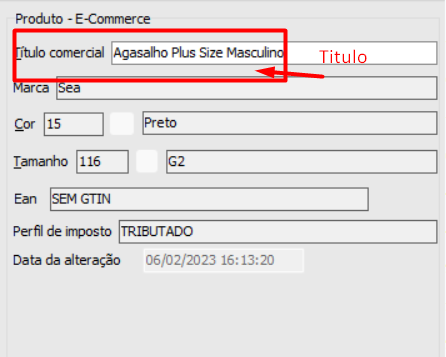 Produto - E-Commerce
Título comercial Agasalho Plus Size Masculino Titulo
Marca Sea
Cor 15 Preto
Tamanho 116 G2
Ean SEM GTIN
Perfil de imposto TRIBUTADO
Data da alteração 06/02/2023 16:13:20